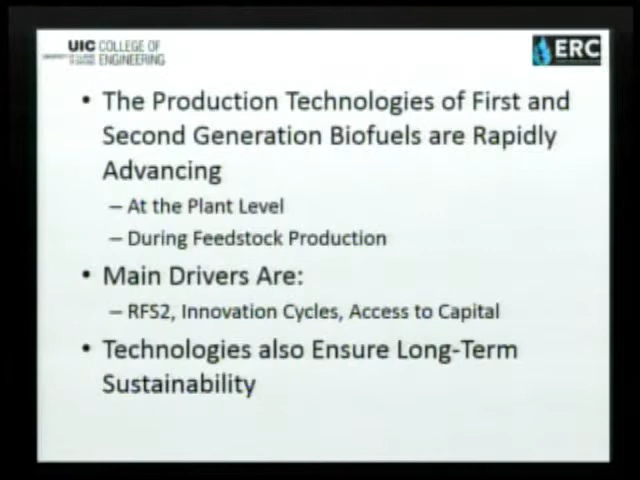 UIC COLLEGE OF
ENGINEERING
ERC
• The Production Technologies of First and
Second Generation Biofuels are Rapidly
Advancing
– At the Plant Level
– During Feedstock Production
• Main Drivers Are:
– RFS2, Innovation Cycles, Access to Capital
• Technologies also Ensure Long-Term
Sustainability